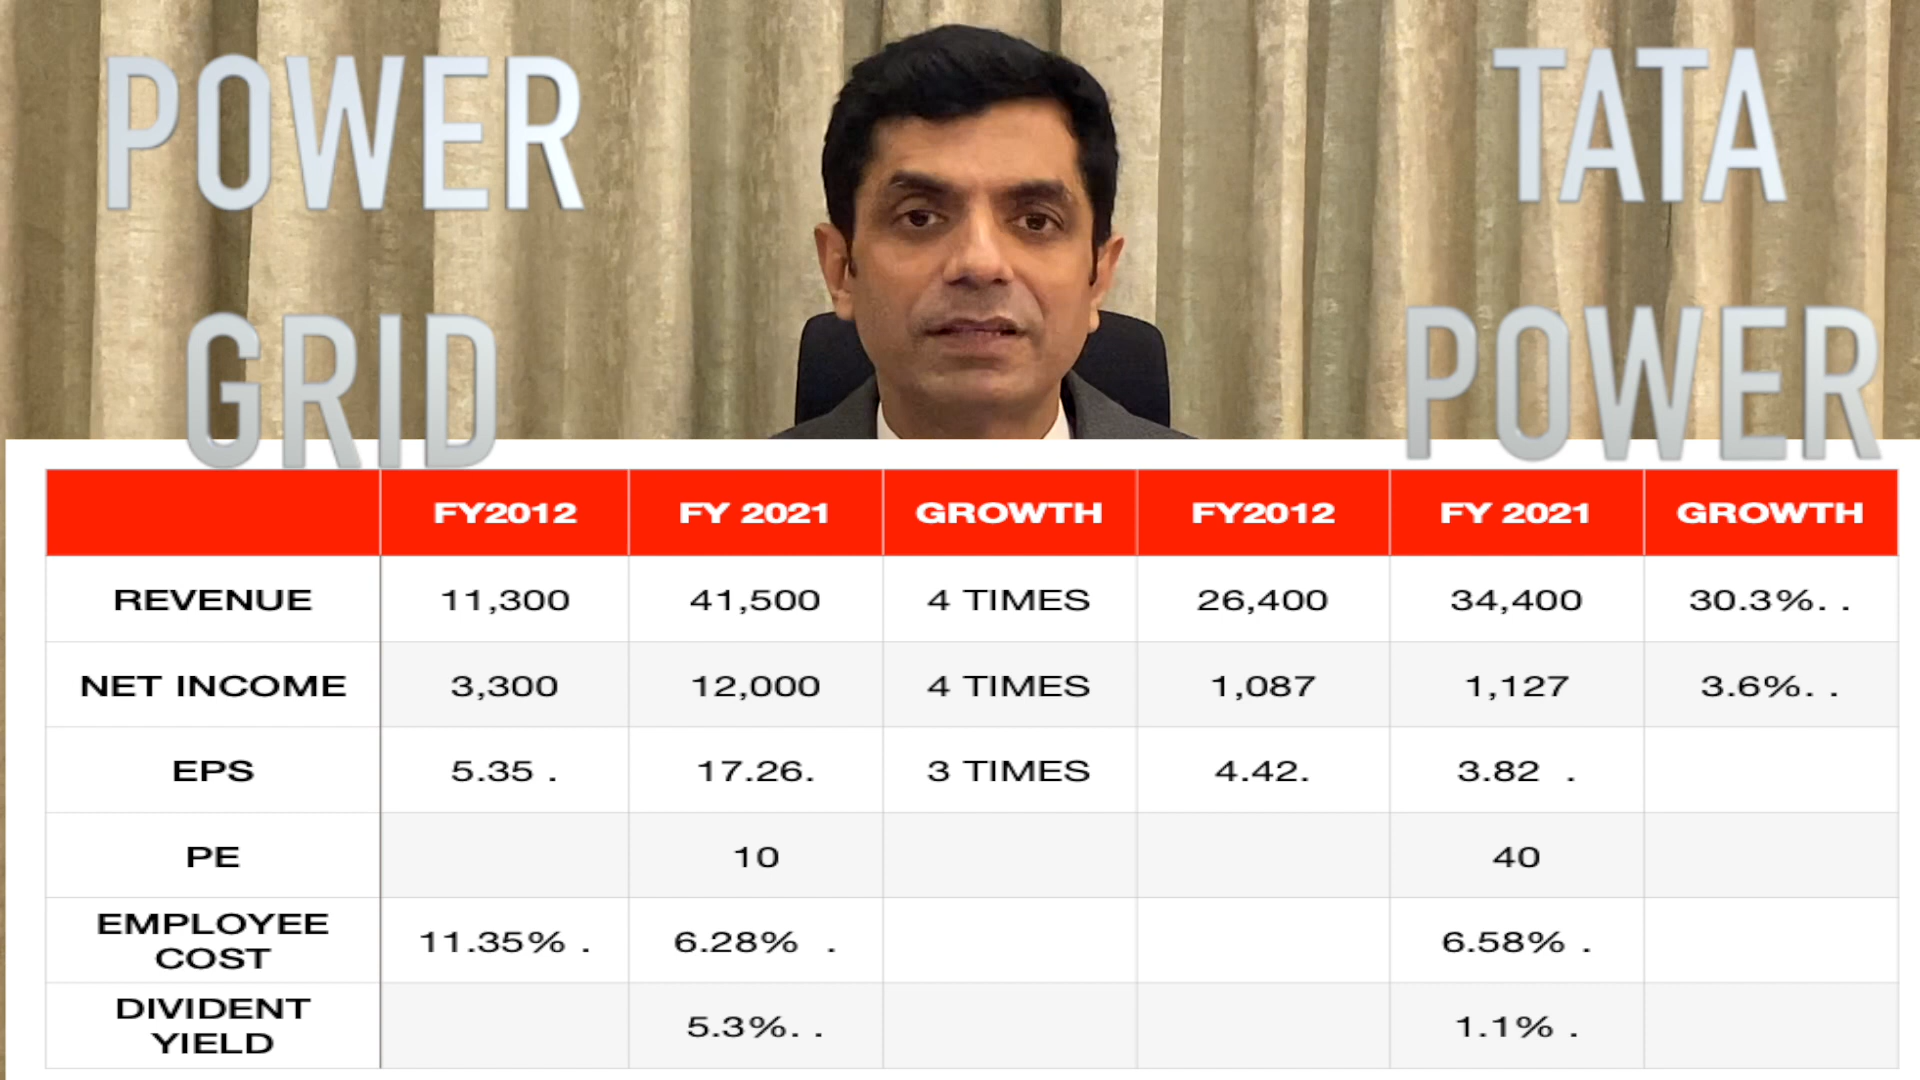 POWER
GRID
TATA
POWER
FY2012 FY 2021 GROWTH FY2012 FY 2021 GROWTH
REVENUE 11,300 41,500 4 TIMES 26,400 34,400 30.3%. .
NET INCOME 3,300 12,000 4 TIMES 1,087 1,127 3.6%. .
EPS 5.35 . 17.26. 3 TIMES 4.42. 3.82 .
PE 10 40
EMPLOYEE
COST 11.35% . 6.28% . 6.58% .
DIVIDENT
YIELD 5.3%. . 1.1% .